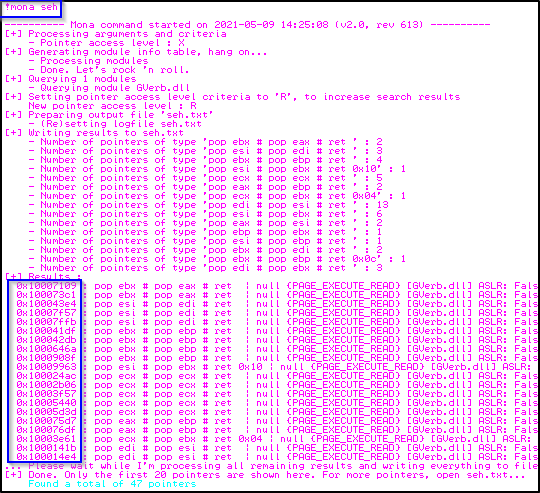 !mona seh
---------- Mona command started on 2021-05-09 14:25:08 (v2.0, rev 613) ----------
[+] Processing arguments and criteria
- Pointer access level : X
[+] Generating module info table, hang on...
- Processing modules
- Done. Let's rock 'n roll.
[+] Querying 1 modules
- Querying module GVerb.dll
[+] Setting pointer access level criteria to 'R', to increase search results
New pointer access level : R
[+] Preparing output file 'seh.txt'
- (Re)setting logfile seh.txt
[+] Writing results to seh.txt
- Number of pointers of type 'pop ebx # pop eax # ret ' : 2
- Number of pointers of type 'pop esi # pop edi # ret ' : 3
- Number of pointers of type 'pop ebx # pop ebp # ret ' : 4
- Number of pointers of type 'pop esi # pop ebx # ret 0x10' : 1
- Number of pointers of type 'pop ecx # pop ecx # ret ' : 5
- Number of pointers of type 'pop eax # pop ebp # ret ' : 2
- Number of pointers of type 'pop ecx # pop ebx # ret 0x04' : 1
- Number of pointers of type 'pop edi # pop esi # ret ' : 13
- Number of pointers of type 'pop esi # pop ebx # ret ' : 6
- Number of pointers of type 'pop eax # pop esi # ret ' : 2
- Number of pointers of type 'pop ebp # pop ebx # ret ' : 1
- Number of pointers of type 'pop esi # pop ebp # ret ' : 1
- Number of pointers of type 'pop ebx # pop edi # ret ' : 2
- Number of pointers of type 'pop ebp # pop ebx # ret 0x0c' : 1
- Number of pointers of type 'pop edi # pop ebx # ret ' : 3
[+] Results :
0x10007109 : pop ebx # pop eax # ret | null {PAGE_EXECUTE_READ} [GVerb.dll] ASLR: Fals
0x100073c1 : pop ebx # pop eax # ret | null {PAGE_EXECUTE_READ} [GVerb.dll] ASLR: Fals
0x100043e4 : pop esi # pop edi # ret | null {PAGE_EXECUTE_READ} [GVerb.dll] ASLR: Fals
0x10007f57 : pop esi # pop edi # ret | null {PAGE_EXECUTE_READ} [GVerb.dll] ASLR: Fals
0x10007ffb : pop esi # pop edi # ret | null {PAGE_EXECUTE_READ} [GVerb.dll] ASLR: Fals
0x100041df : pop ebx # pop ebp # ret | null {PAGE_EXECUTE_READ} [GVerb.dll] ASLR: Fals
0x100042db : pop ebx # pop ebp # ret | null {PAGE_EXECUTE_READ} [GVerb.dll] ASLR: Fals
0x1000646a : pop ebx # pop ebp # ret | null {PAGE_EXECUTE_READ} [GVerb.dll] ASLR: Fals
0x1000908f : pop ebx # pop ebp # ret | null {PAGE_EXECUTE_READ} [GVerb.dll] ASLR: Fals
0x10009963 : pop esi # pop ebx # ret 0x10 | null {PAGE_EXECUTE_READ} [GVerb.dll] ASLR:
0x100024ac : pop ecx # pop ecx # ret | null {PAGE_EXECUTE_READ} [GVerb.dll] ASLR: Fals
0x10002b06 : pop ecx # pop ecx # ret | null {PAGE_EXECUTE_READ} [GVerb.dll] ASLR: Fals
0x10003f57 : pop ecx # pop ecx # ret | null {PAGE_EXECUTE_READ} [GVerb.dll] ASLR: Fals
0x10005440 : pop ecx # pop ecx # ret | null {PAGE_EXECUTE_READ} [GVerb.dll] ASLR: Fals
0x10005d3d : pop ecx # pop ecx # ret | null {PAGE_EXECUTE_READ} [GVerb.dll] ASLR: Fals
0x100075d7 : pop eax # pop ebp # ret | null {PAGE_EXECUTE_READ} [GVerb.dll] ASLR: Fals
0x100076df : pop eax # pop ebp # ret | null {PAGE_EXECUTE_READ} [GVerb.dll] ASLR: Fals
0x10003e61 : pop ecx # pop ebx # ret 0x04 | null {PAGE_EXECUTE_READ} [GVerb.dll] ASLR:
0x1000141b : pop edi # pop esi # ret | null {PAGE_EXECUTE_READ} [GVerb.dll] ASLR: Fals
0x100014e4 : pop edi # pop esi # ret | null {PAGE_EXECUTE_READ} [GVerb.dll] ASLR: Fals
... Please wait while I'm processing all remaining results and writing everything to file
[+] Done. Only the first 20 pointers are shown here. For more pointers, open seh.txt...
Found a total of 47 pointers